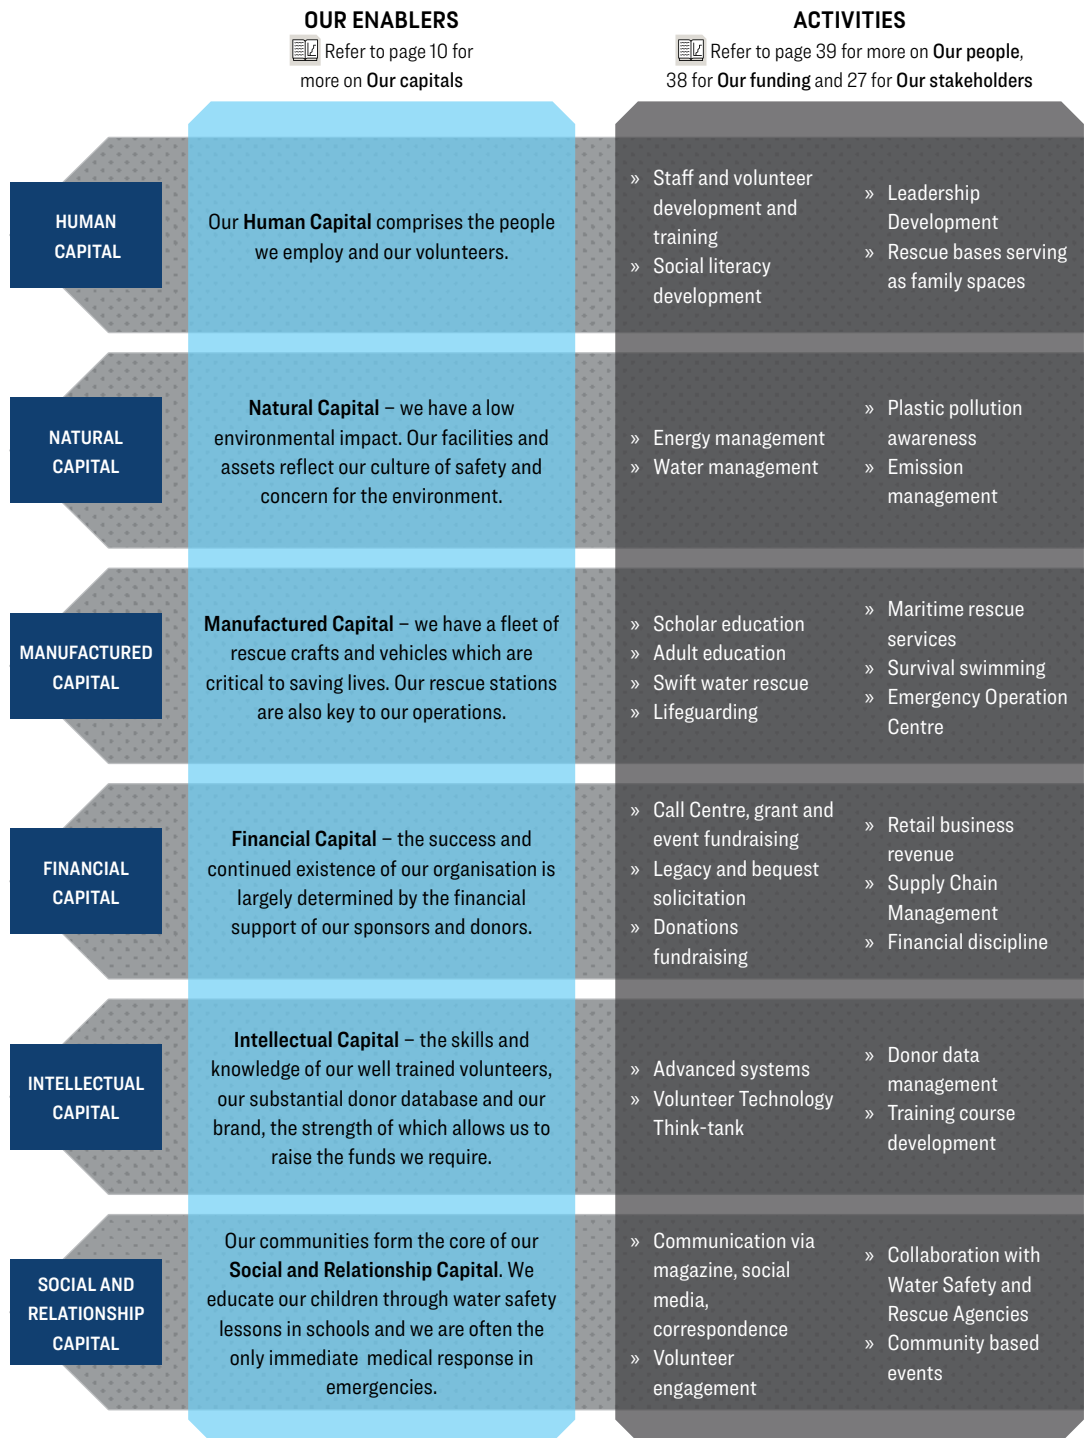 OUR ENABLERS
Refer to page 10 for
more on Our capitals
ACTIVITIES
Refer to page 39 for more on Our people,
38 for Our funding and 27 for Our stakeholders
HUMAN
CAPITAL
Our Human Capital comprises the people
we employ and our volunteers.
» Staff and volunteer
development and
training
» Social literacy
development
» Leadership
Development
» Rescue bases serving
as family spaces
NATURAL
CAPITAL
Natural Capital – we have a low
environmental impact. Our facilities and
assets reflect our culture of safety and
concern for the environment.
» Energy management
» Water management
» Plastic pollution
awareness
» Emission
management
MANUFACTURED
CAPITAL
Manufactured Capital – we have a fleet of
rescue crafts and vehicles which are
critical to saving lives. Our rescue stations
are also key to our operations.
» Scholar education
» Adult education
» Swift water rescue
» Lifeguarding
» Maritime rescue
services
» Survival swimming
» Emergency Operation
Centre
FINANCIAL
CAPITAL
Financial Capital – the success and
continued existence of our organisation is
largely determined by the financial
support of our sponsors and donors.
» Call Centre, grant and
event fundraising
» Legacy and bequest
solicitation
» Donations
fundraising
» Retail business
revenue
» Supply Chain
Management
» Financial discipline
INTELLECTUAL
CAPITAL
Intellectual Capital – the skills and
knowledge of our well trained volunteers,
our substantial donor database and our
brand, the strength of which allows us to
raise the funds we require.
» Advanced systems
» Volunteer Technology
Think-tank
» Donor data
management
» Training course
development
SOCIAL AND
RELATIONSHIP
CAPITAL
Our communities form the core of our
Social and Relationship Capital. We
educate our children through water safety
lessons in schools and we are often the
only immediate medical response in
emergencies.
» Communication via
magazine, social
media,
correspondence
» Volunteer
engagement
» Collaboration with
Water Safety and
Rescue Agencies
» Community based
events